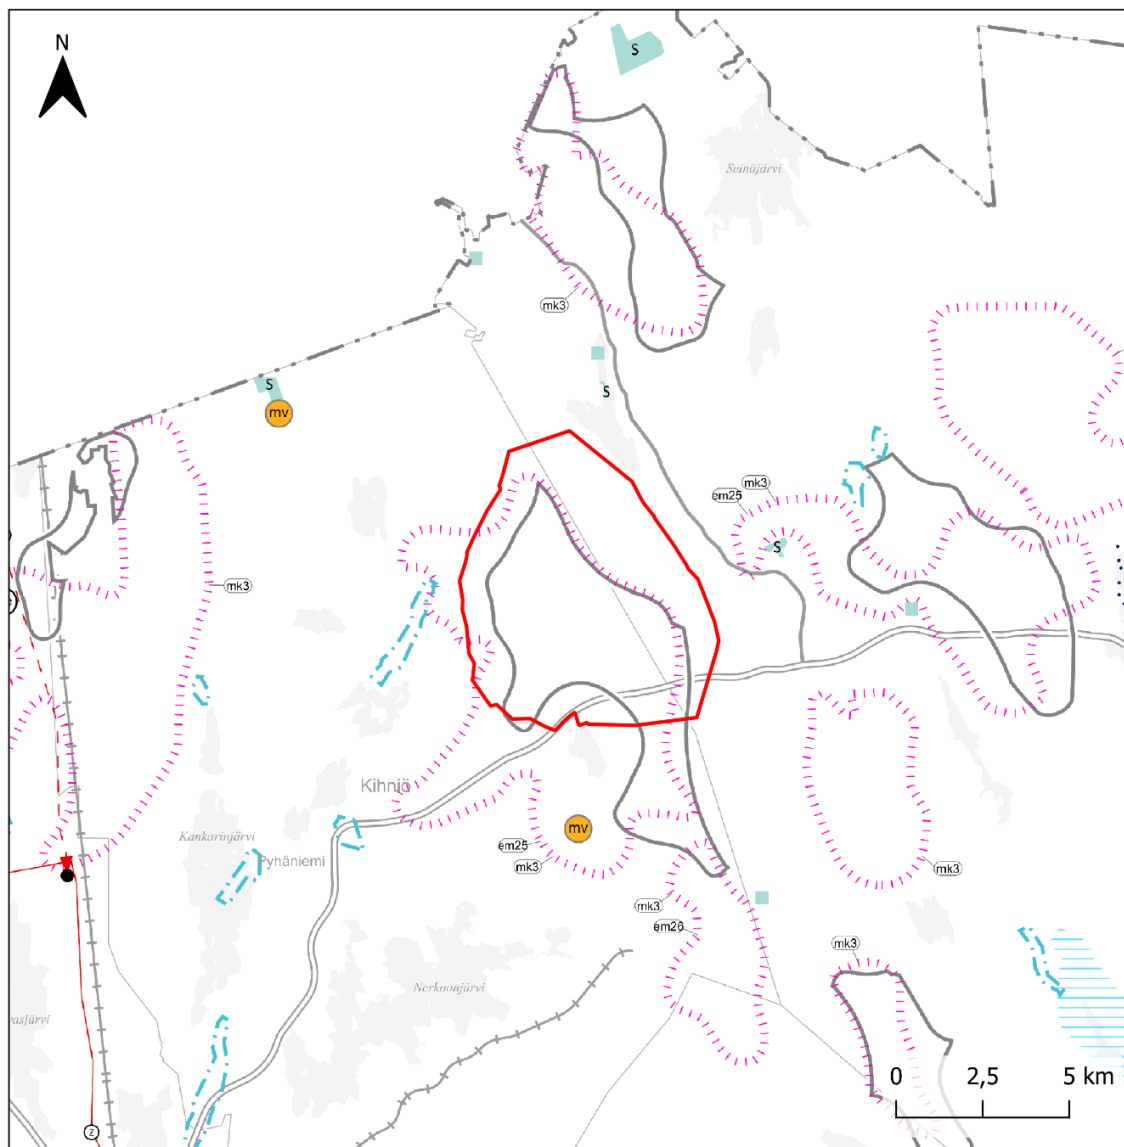 N
S
Seinäjärvi
mk3
S
mv
S
mk3
em25
S
mk3
Kihniö
Kankarinjärvi
Pyhäniemi
mv
em25
mk3
mk3
mk3
em26
mk3
Nerkoonjärvi
vasjärvi
0 2,5 5 km
z